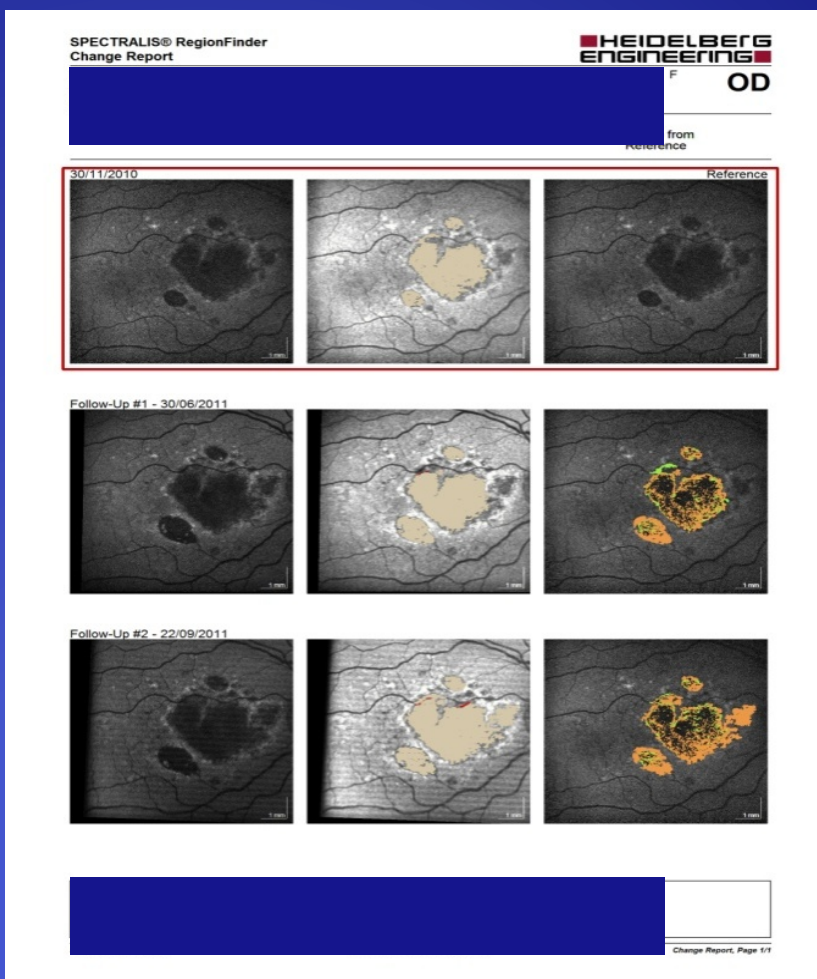 SPECTRALIS® RegionFinder
Change Report
HEIDELBERG
ENGINEERING
F
OD
from
Reference
30/11/2010
Reference
1 mm
1 mm
1 mm
Follow-Up #1 - 30/06/2011
1 mm
1 mm
1 mm
Follow-Up #2 - 22/09/2011
1 mm
1 mm
1 mm
Change Report, Page 1/1